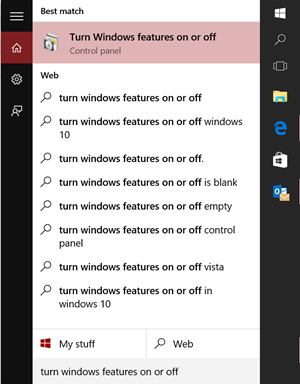 Best match
Turn Windows features on or off
Control panel
Web
turn windows features on or off
turn windows features on or off windows
10
turn windows features on or off.
turn windows features on or off is blank
turn windows features on or off empty
turn windows features on or off control
panel
turn windows features on or off vista
turn windows features on or off in
windows 10
My stuff
Web
turn windows features on or off